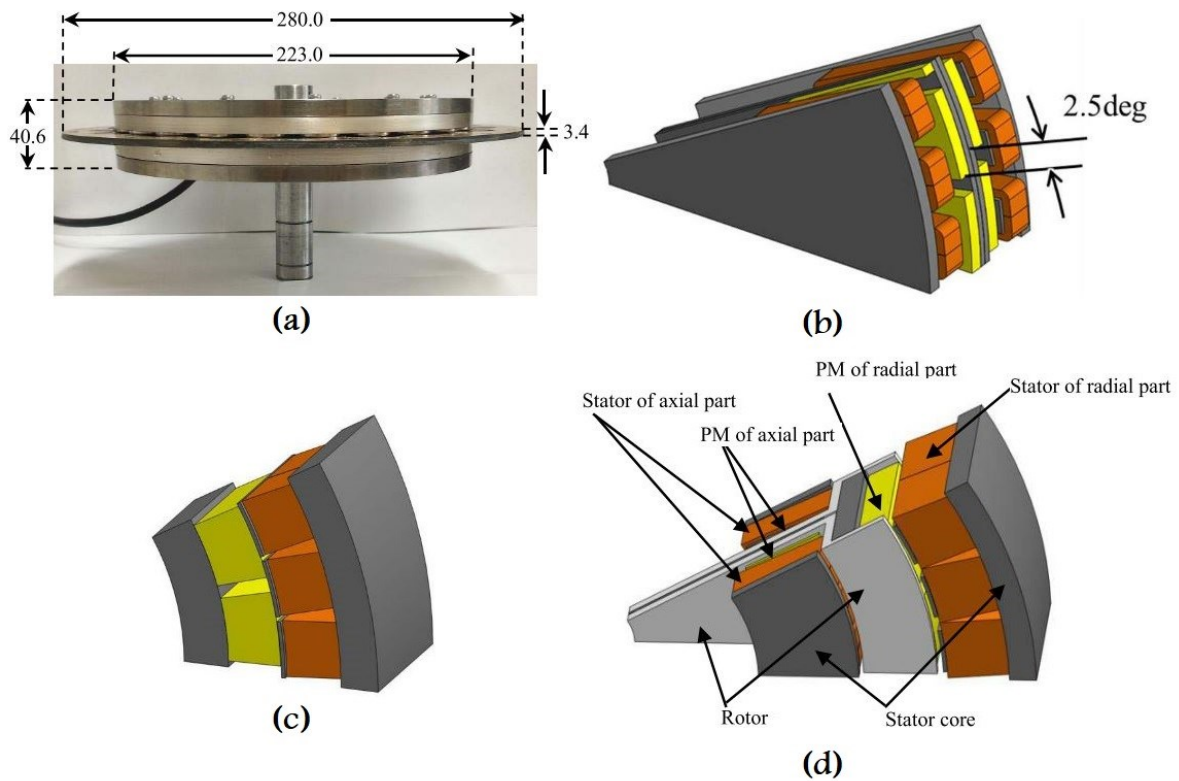 280.0
223.0
40.6
3.4
(a)
2.5deg
(b)
(c)
PM of radial part
Stator of axial part
Stator of radial part
PM of axial part
Rotor
Stator core
(d)